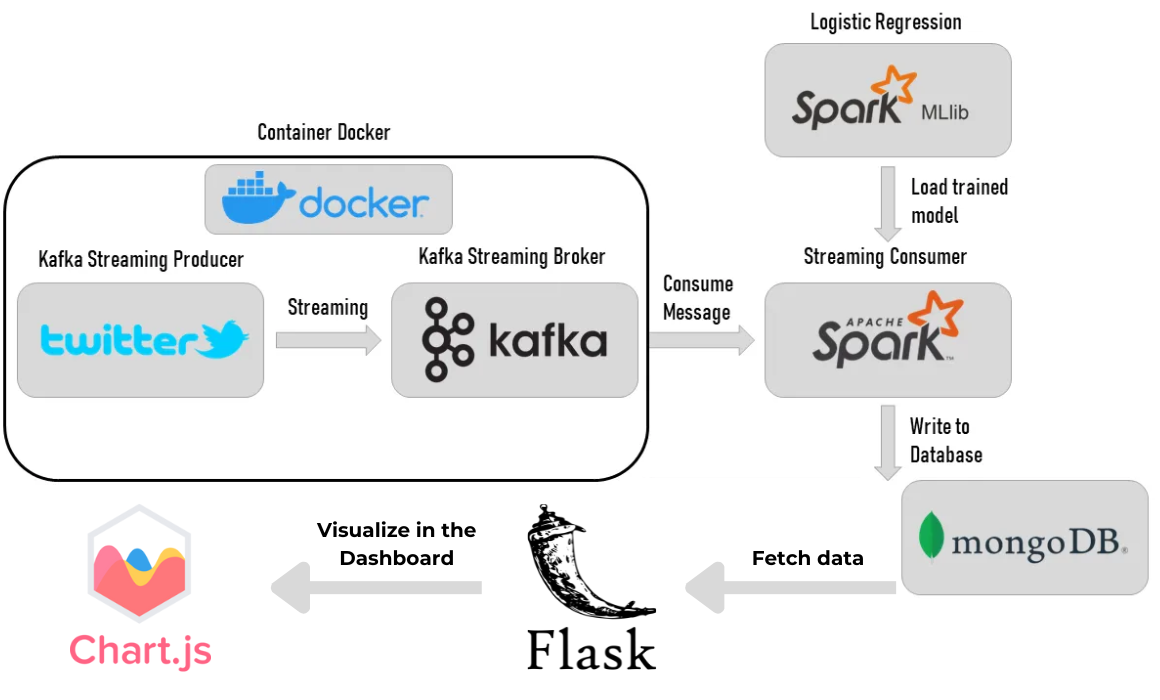 Logistic Regression
Spark MLlib
Container Docker
docker
Load trained
model
Kafka Streaming Producer
Kafka Streaming Broker
Streaming Consumer
twitter
Streaming
kafka
Consume
Message
APACHE
Spark™
Write to
Database
mongoDB®
Fetch data
Flask
Visualize in the
Dashboard
Chart.js